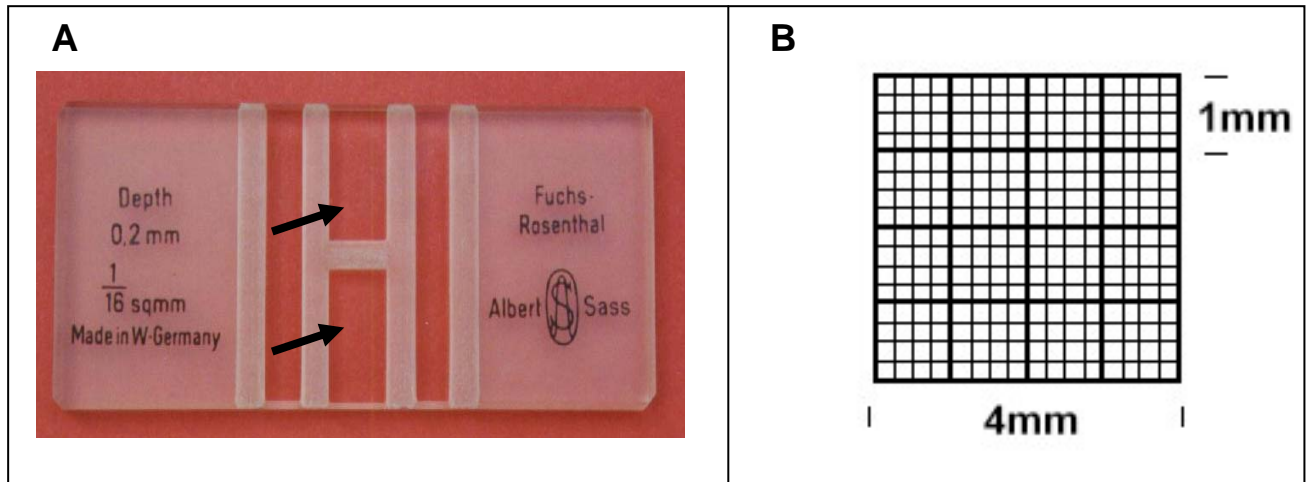 A
Depth
0,2 mm
1
16 sqmm
Made in W-Germany
Fuchs-
Rosenthal
Albert S Sass
B
1mm
4mm